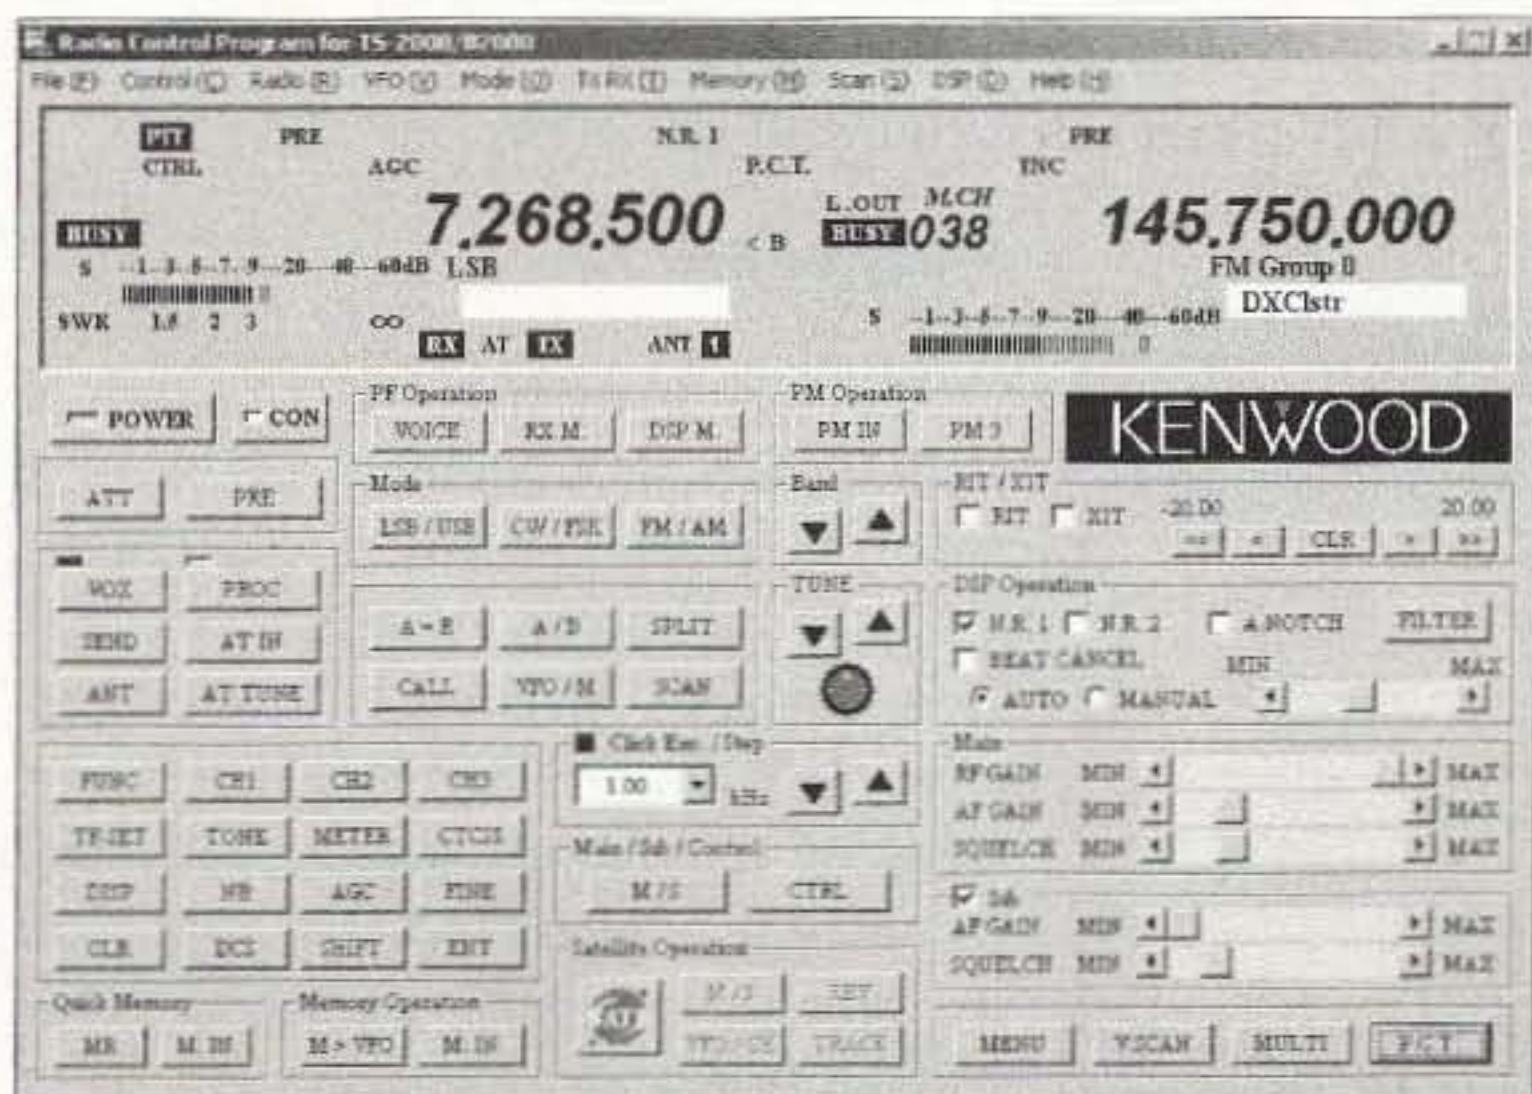 Radio Control Program for TS-2000/B2000
File (F) Control (C) Radio (R) VFO (V) Mode (O) TX RX (T) Memory (M) Scan (S) DSP (D) Help (H)
PRE N.R. 1 PRE
CTRL AGC P.C.T. TNC
BUSY 7.268.500 < B L.OUT M.CH BUSY 038 145.750.000
S 1 3 5 7 9 20 40 60dB LSB FM Group 0
DXClstr
1.5 2 3 ∞ S 1 3 5 7 9 20 40 60dB
RX AT TX ANT 1
POWER CON
PF Operation
VOICE RX M. DSP M.
PM Operation
PM IN
KENWOOD
ATT PRE
Mode
LSB / USB CW / FSK FM / AM
Band
RIT / XIT
RIT XIT -20.00 20.00
<< < CLR > >>
VOX PROC
SEND AT IN
ANT AT TUNE
A = B A / B SPLIT
CALL VFO / M SCAN
TUNE
DSP Operation
N.R. 1 N.R. 2 A.NOTCH FILTER
BEAT CANCEL MIN MAX
AUTO MANUAL
FUNC CH1 CH2 CH3
TF-SET TONE METER CTCSS
DISP NB AGC FINE
CLR DCS SHIFT ENT
Click Enc. / Step
1.00 kHz
Main / Sub / Control
M / S CTRL
Main
RF GAIN MIN MAX
AF GAIN MIN MAX
SQUELCH MIN MAX
Sub
AF GAIN MIN MAX
SQUELCH MIN MAX
Quick Memory
MR M. IN
Memory Operation
M > VFO M. IN
Satellite Operation
M / S REV
TRACE
MENU V.SCAN MULTI P.C.T.